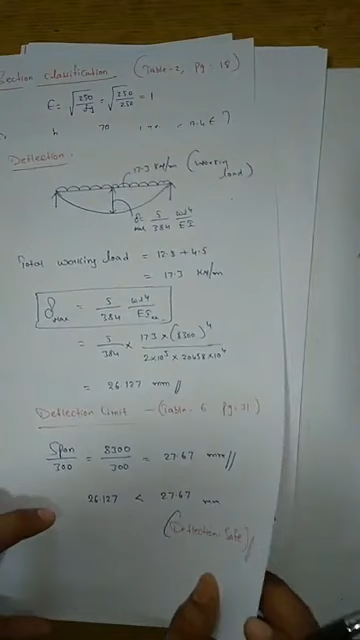 Section classification (Table-2, Pg-18)
ε = √250/fy = √250/250 = 1
Deflection.
17.3 kN/m (working load)
δmax = 5/384 wl⁴/EI
Total working load = 12.8 + 4.5
= 17.3 kN/m
δmax = 5/384 wl⁴/EIxx
= 5/384 × 17.3 × (8300)⁴/2×10⁵ × 20458×10⁴
= 26.127 mm//
Deflection Limit - (Table-6 Pg:31)
Span/300 = 8300/300 = 27.67 mm//
26.127 < 27.67 mm
(Deflection-Safe)//